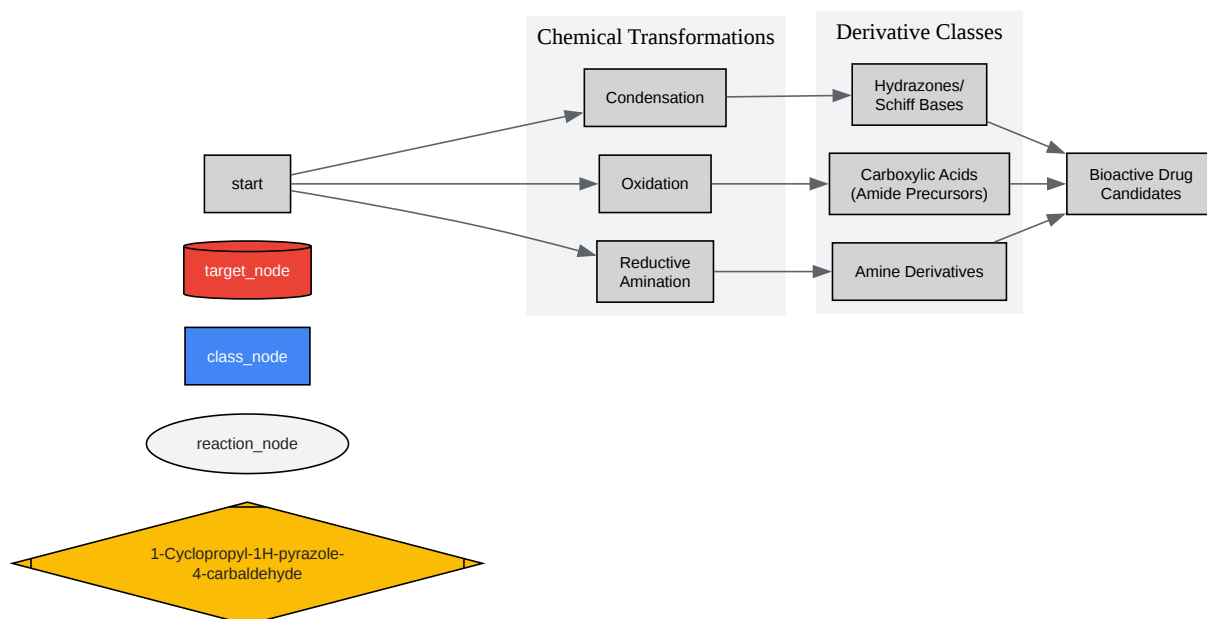 Chemical Transformations
Derivative Classes
Condensation
Hydrazones/
Schiff Bases
start
Oxidation
Carboxylic Acids
(Amide Precursors)
Bioactive Drug
Candidates
Reductive
Amination
Amine Derivatives
target_node
class_node
reaction_node
1-Cyclopropyl-1H-pyrazole-
4-carbaldehyde